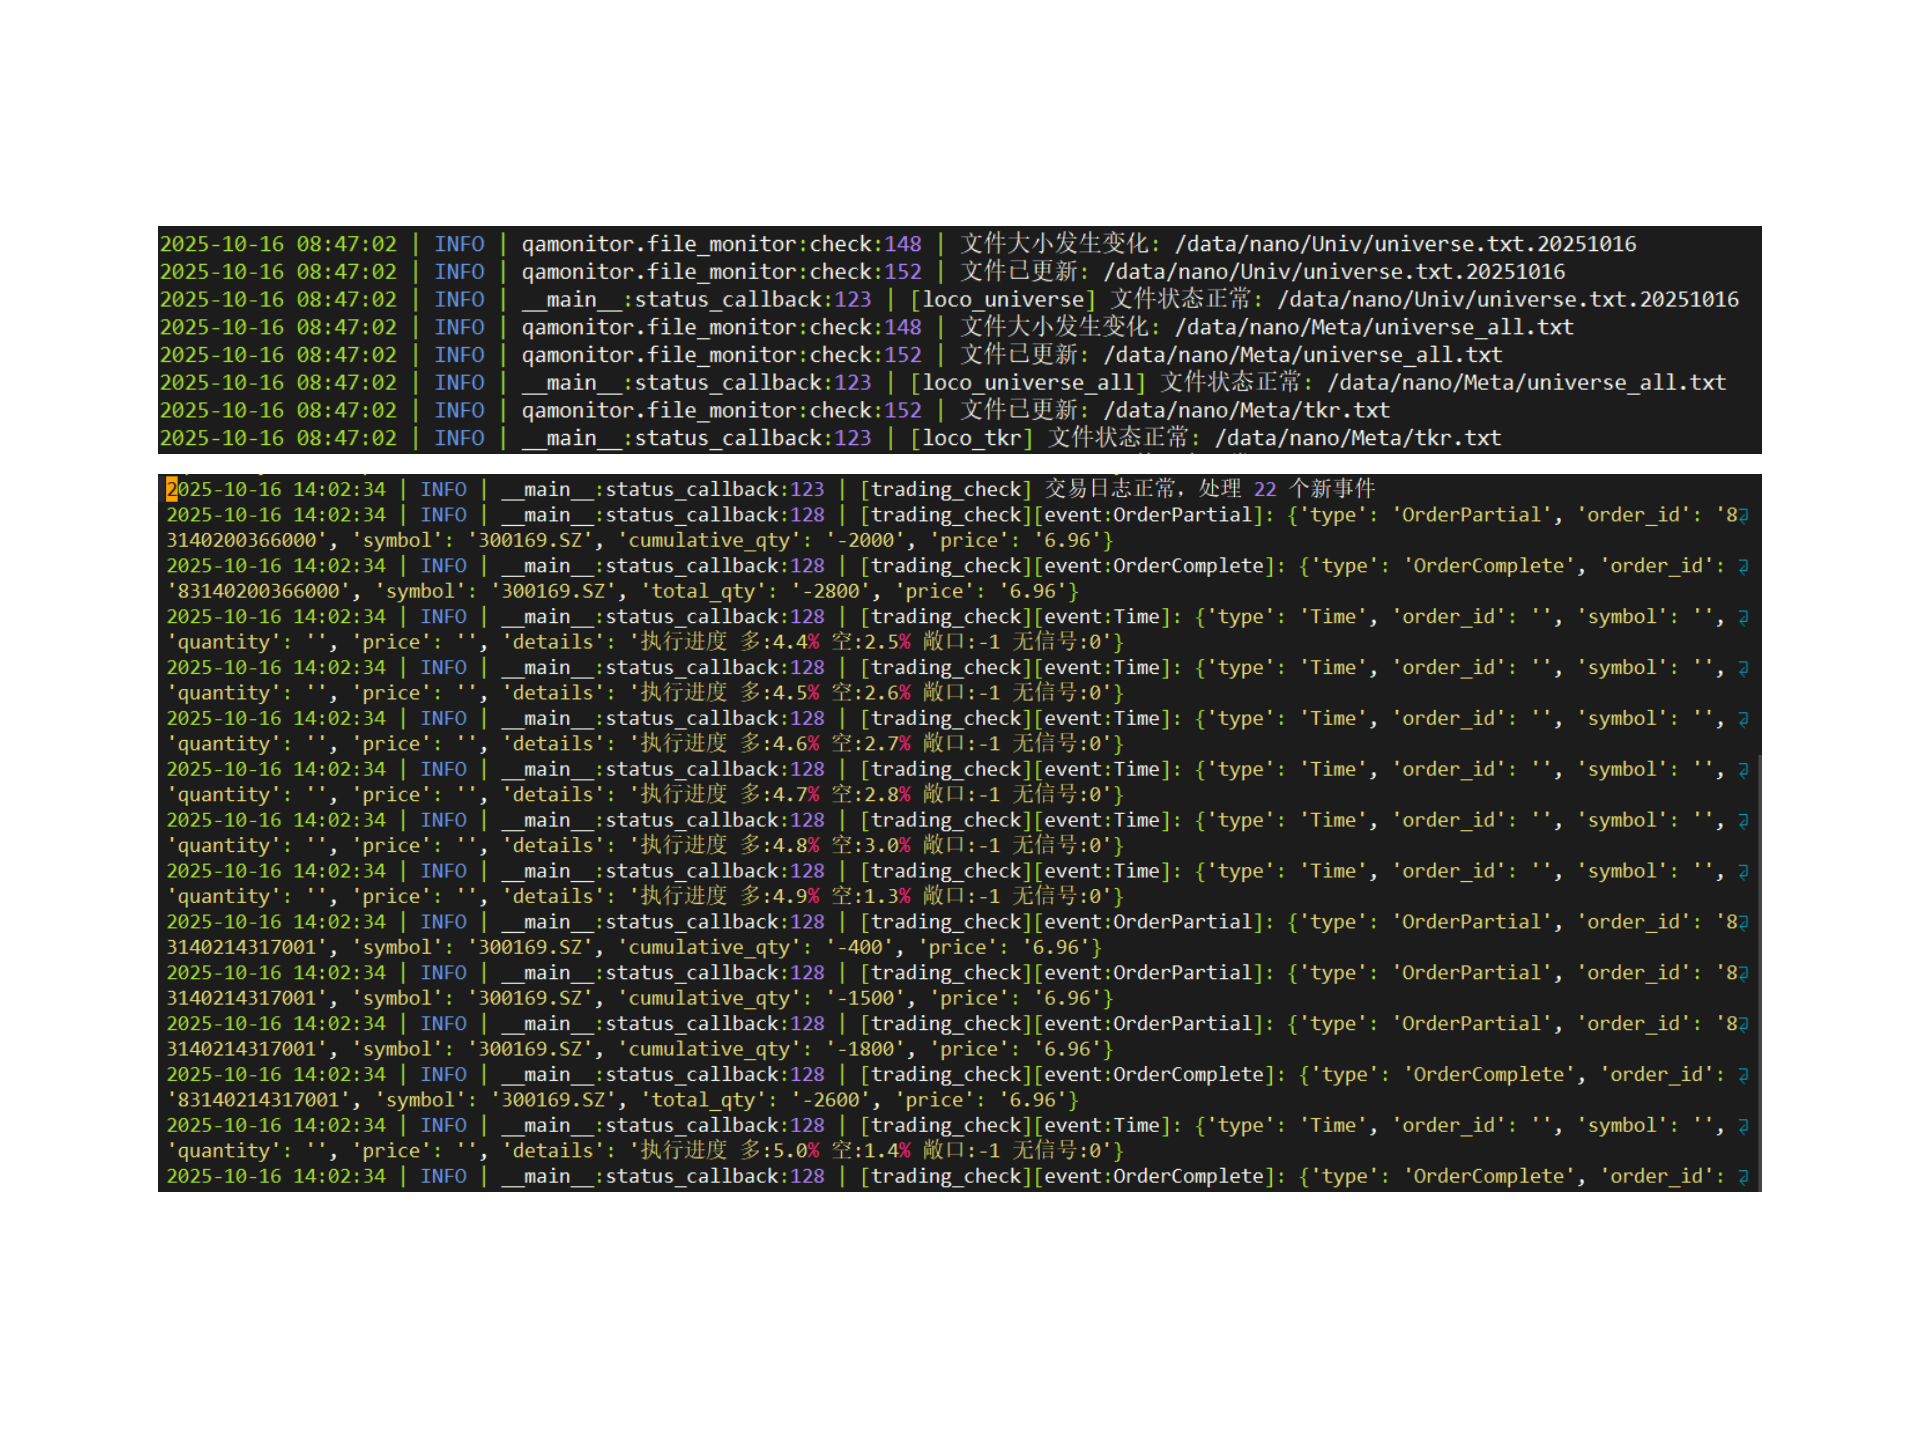 2025-10-16 08:47:02 | INFO | qamonitor.file_monitor:check:148 | 文件大小发生变化: /data/nano/Univ/universe.txt.20251016
2025-10-16 08:47:02 | INFO | qamonitor.file_monitor:check:152 | 文件已更新: /data/nano/Univ/universe.txt.20251016
2025-10-16 08:47:02 | INFO | __main__:status_callback:123 | [loco_universe] 文件状态正常: /data/nano/Univ/universe.txt.20251016
2025-10-16 08:47:02 | INFO | qamonitor.file_monitor:check:148 | 文件大小发生变化: /data/nano/Meta/universe_all.txt
2025-10-16 08:47:02 | INFO | qamonitor.file_monitor:check:152 | 文件已更新: /data/nano/Meta/universe_all.txt
2025-10-16 08:47:02 | INFO | __main__:status_callback:123 | [loco_universe_all] 文件状态正常: /data/nano/Meta/universe_all.txt
2025-10-16 08:47:02 | INFO | qamonitor.file_monitor:check:152 | 文件已更新: /data/nano/Meta/tkr.txt
2025-10-16 08:47:02 | INFO | __main__:status_callback:123 | [loco_tkr] 文件状态正常: /data/nano/Meta/tkr.txt
2025-10-16 14:02:34 | INFO | __main__:status_callback:123 | [trading_check] 交易日志正常，处理 22 个新事件
2025-10-16 14:02:34 | INFO | __main__:status_callback:128 | [trading_check][event:OrderPartial]: {'type': 'OrderPartial', 'order_id': '8
3140200366000', 'symbol': '300169.SZ', 'cumulative_qty': '-2000', 'price': '6.96'}
2025-10-16 14:02:34 | INFO | __main__:status_callback:128 | [trading_check][event:OrderComplete]: {'type': 'OrderComplete', 'order_id':
'83140200366000', 'symbol': '300169.SZ', 'total_qty': '-2800', 'price': '6.96'}
2025-10-16 14:02:34 | INFO | __main__:status_callback:128 | [trading_check][event:Time]: {'type': 'Time', 'order_id': '', 'symbol': '',
'quantity': '', 'price': '', 'details': '执行进度 多:4.4% 空:2.5% 敞口:-1 无信号:0'}
2025-10-16 14:02:34 | INFO | __main__:status_callback:128 | [trading_check][event:Time]: {'type': 'Time', 'order_id': '', 'symbol': '',
'quantity': '', 'price': '', 'details': '执行进度 多:4.5% 空:2.6% 敞口:-1 无信号:0'}
2025-10-16 14:02:34 | INFO | __main__:status_callback:128 | [trading_check][event:Time]: {'type': 'Time', 'order_id': '', 'symbol': '',
'quantity': '', 'price': '', 'details': '执行进度 多:4.6% 空:2.7% 敞口:-1 无信号:0'}
2025-10-16 14:02:34 | INFO | __main__:status_callback:128 | [trading_check][event:Time]: {'type': 'Time', 'order_id': '', 'symbol': '',
'quantity': '', 'price': '', 'details': '执行进度 多:4.7% 空:2.8% 敞口:-1 无信号:0'}
2025-10-16 14:02:34 | INFO | __main__:status_callback:128 | [trading_check][event:Time]: {'type': 'Time', 'order_id': '', 'symbol': '',
'quantity': '', 'price': '', 'details': '执行进度 多:4.8% 空:3.0% 敞口:-1 无信号:0'}
2025-10-16 14:02:34 | INFO | __main__:status_callback:128 | [trading_check][event:Time]: {'type': 'Time', 'order_id': '', 'symbol': '',
'quantity': '', 'price': '', 'details': '执行进度 多:4.9% 空:1.3% 敞口:-1 无信号:0'}
2025-10-16 14:02:34 | INFO | __main__:status_callback:128 | [trading_check][event:OrderPartial]: {'type': 'OrderPartial', 'order_id': '8
3140214317001', 'symbol': '300169.SZ', 'cumulative_qty': '-400', 'price': '6.96'}
2025-10-16 14:02:34 | INFO | __main__:status_callback:128 | [trading_check][event:OrderPartial]: {'type': 'OrderPartial', 'order_id': '8
3140214317001', 'symbol': '300169.SZ', 'cumulative_qty': '-1500', 'price': '6.96'}
2025-10-16 14:02:34 | INFO | __main__:status_callback:128 | [trading_check][event:OrderPartial]: {'type': 'OrderPartial', 'order_id': '8
3140214317001', 'symbol': '300169.SZ', 'cumulative_qty': '-1800', 'price': '6.96'}
2025-10-16 14:02:34 | INFO | __main__:status_callback:128 | [trading_check][event:OrderComplete]: {'type': 'OrderComplete', 'order_id':
'83140214317001', 'symbol': '300169.SZ', 'total_qty': '-2600', 'price': '6.96'}
2025-10-16 14:02:34 | INFO | __main__:status_callback:128 | [trading_check][event:Time]: {'type': 'Time', 'order_id': '', 'symbol': '',
'quantity': '', 'price': '', 'details': '执行进度 多:5.0% 空:1.4% 敞口:-1 无信号:0'}
2025-10-16 14:02:34 | INFO | __main__:status_callback:128 | [trading_check][event:OrderComplete]: {'type': 'OrderComplete', 'order_id':